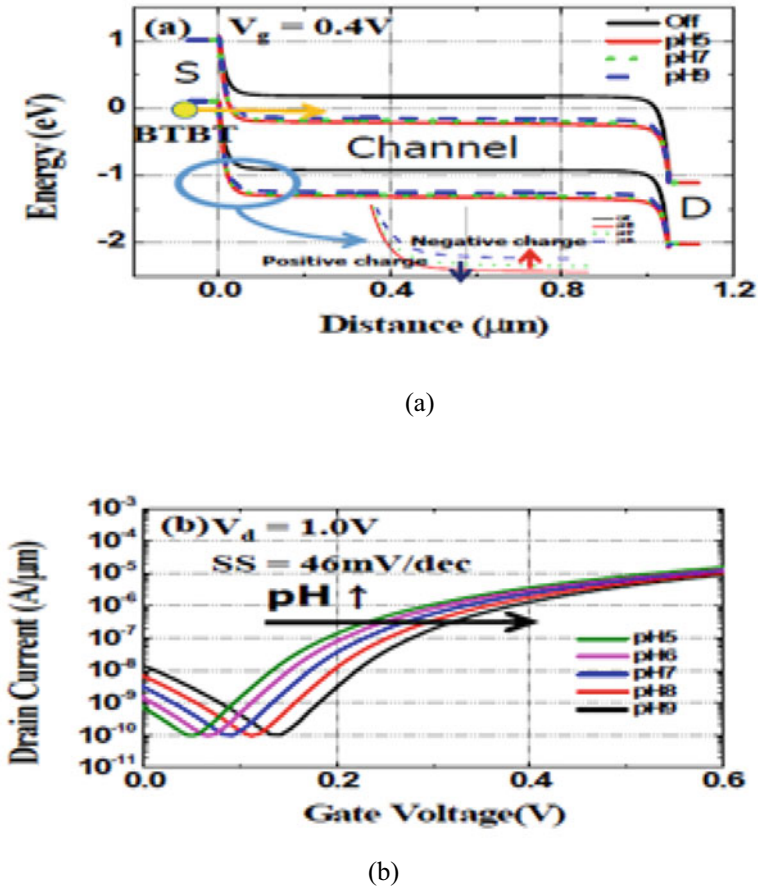 (a) V_g = 0.4V
Off
pH5
pH7
pH9
S
BTBT
Channel
D
Negative charge
Positive charge
1
0
-1
-2
Energy (eV)
0.0 0.4 0.8 1.2
Distance (μm)
(a)
(b) V_d = 1.0V
SS = 46mV/dec
pH ↑
pH5
pH6
pH7
pH8
pH9
10^-3
10^-4
10^-5
10^-6
10^-7
10^-8
10^-9
10^-10
10^-11
Drain Current (A/μm)
0.0 0.2 0.4 0.6
Gate Voltage(V)
(b)